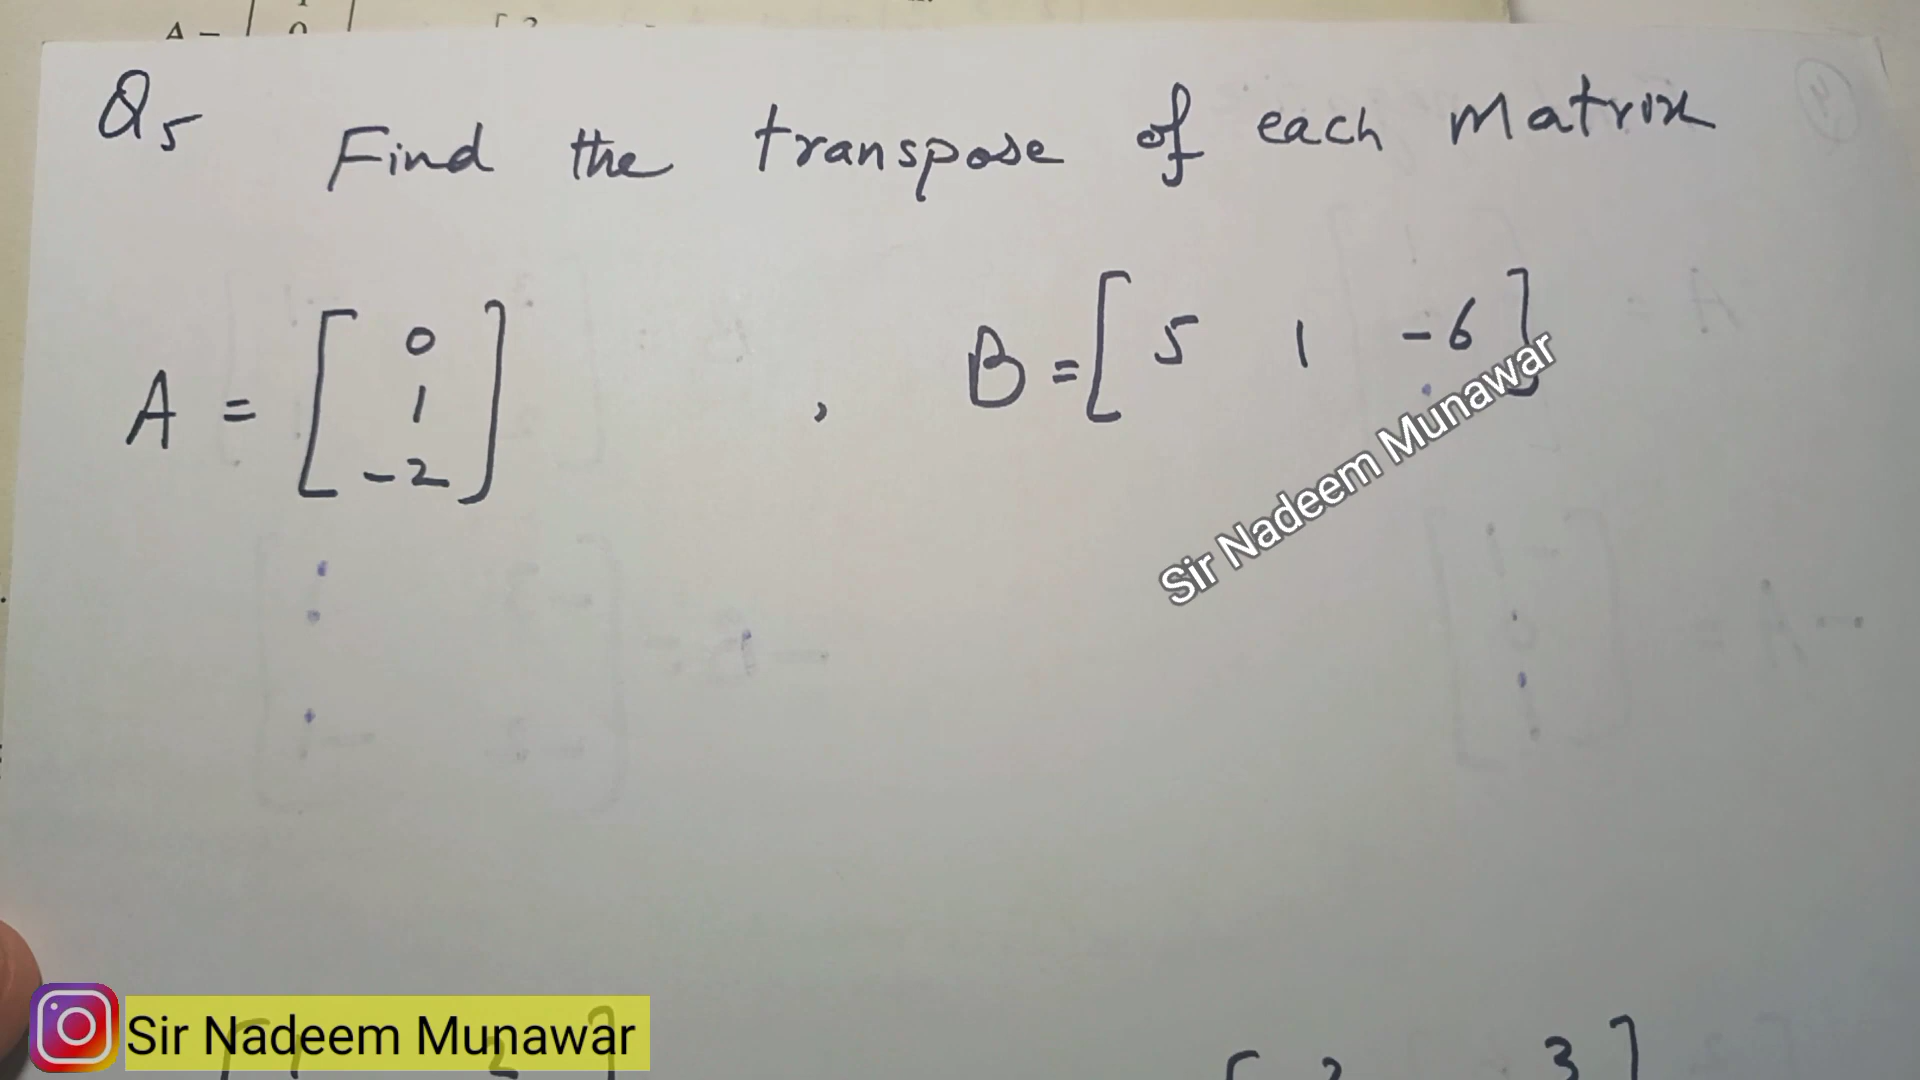 Q5 Find the transpose of each Matrix
A = [ 0
1
-2 ] , B = [ 5 1 -6 ]
Sir Nadeem Munawar
Sir Nadeem Munawar